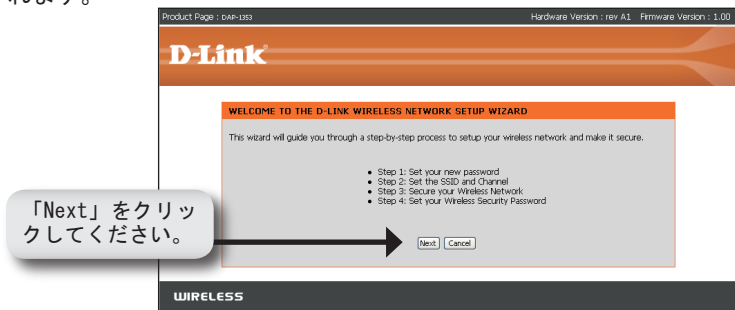 れます。
Product Page : DAP-1353 Hardware Version : rev A1 Firmware Version : 1.00
D-Link
WELCOME TO THE D-LINK WIRELESS NETWORK SETUP WIZARD
This wizard will guide you through a step-by-step process to setup your wireless network and make it secure.
• Step 1: Set your new password
• Step 2: Set the SSID and Channel
• Step 3: Secure your Wireless Network
• Step 4: Set your Wireless Security Password
「Next」をクリッ
クしてください。
Next Cancel
WIRELESS